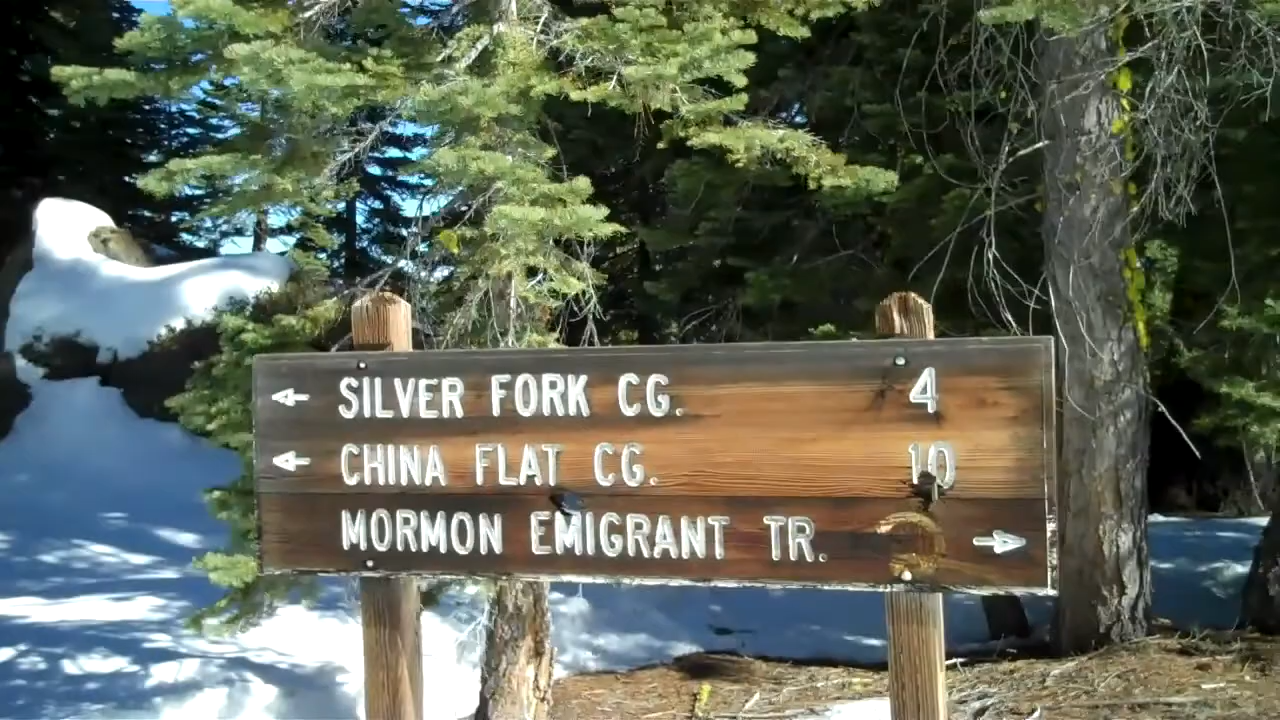 SILVER FORK CG. 4
CHINA FLAT CG. 10
MORMON EMIGRANT TR.